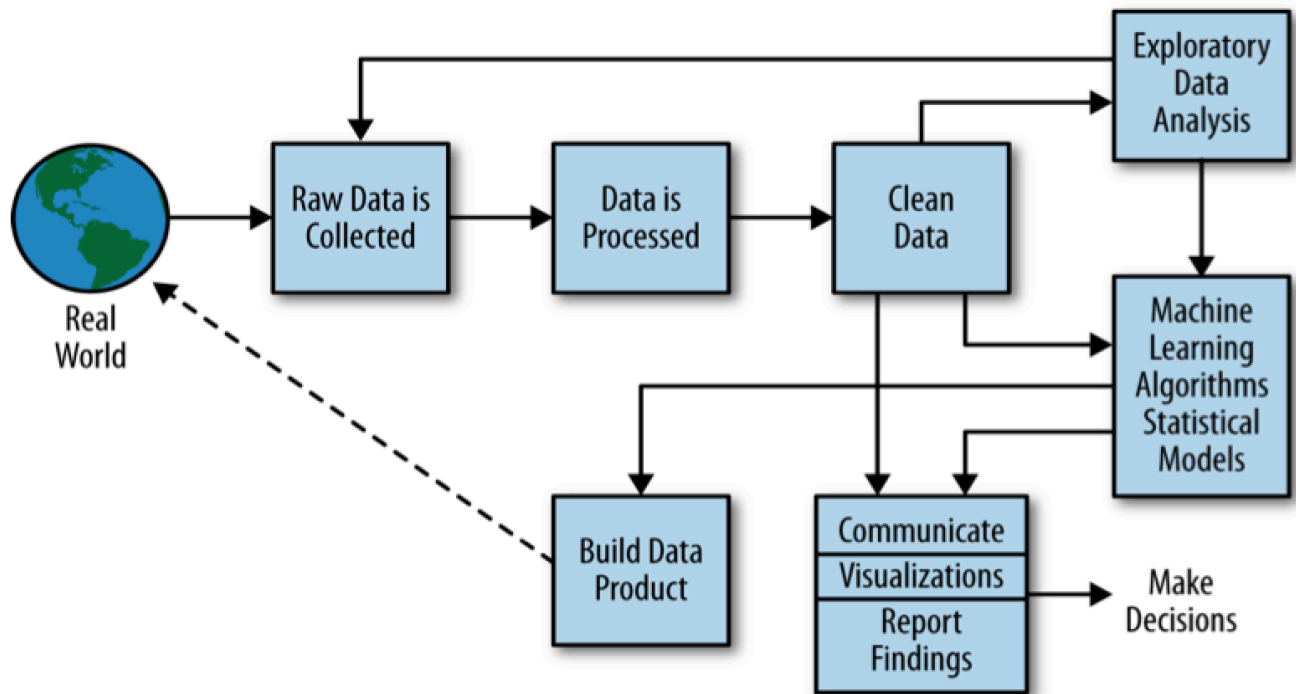 Exploratory
Data
Analysis
Raw Data is
Collected
Data is
Processed
Clean
Data
Real
World
Machine
Learning
Algorithms
Statistical
Models
Build Data
Product
Communicate
Visualizations
Report
Findings
Make
Decisions